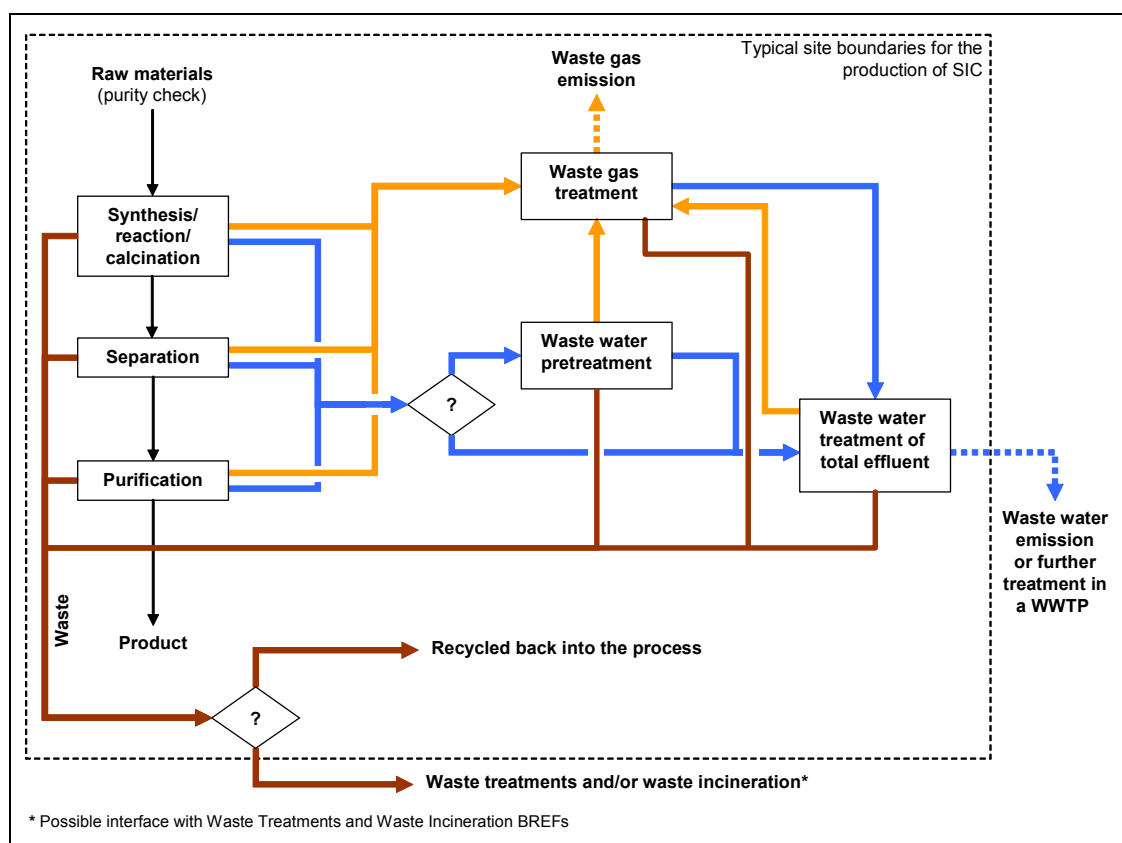 Typical site boundaries for the
production of SIC
Waste gas
emission
Raw materials
(purity check)
Waste gas
treatment
Synthesis/
reaction/
calcination
Waste water
pretreatment
Separation
?
Waste water
treatment of
total effluent
Purification
Waste water
emission
or further
treatment in
a WWTP
Waste
Product
Recycled back into the process
?
Waste treatments and/or waste incineration*
* Possible interface with Waste Treatments and Waste Incineration BREFs